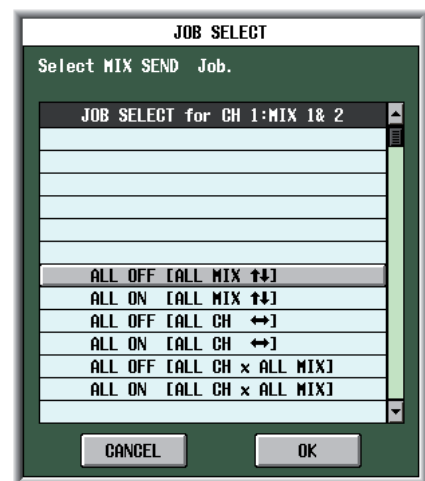 JOB SELECT
Select MIX SEND Job.
JOB SELECT for CH 1:MIX 1& 2
ALL OFF [ALL MIX ↑↓]
ALL ON [ALL MIX ↑↓]
ALL OFF [ALL CH ↔]
ALL ON [ALL CH ↔]
ALL OFF [ALL CH x ALL MIX]
ALL ON [ALL CH x ALL MIX]
CANCEL OK